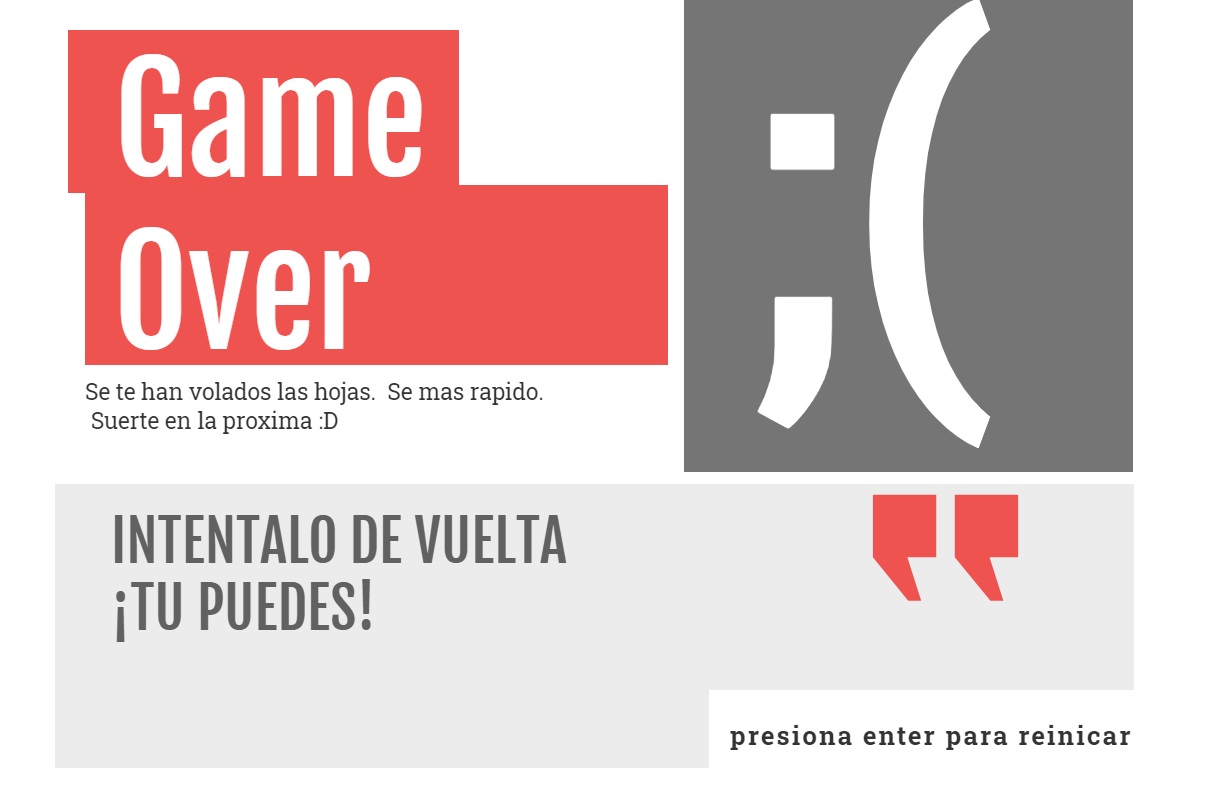 Game
Over
;(
Se te han volados las hojas.  Se mas rapido.
Suerte en la proxima :D
INTENTALO DE VUELTA
¡TU PUEDES!
"
presiona enter para reinicar